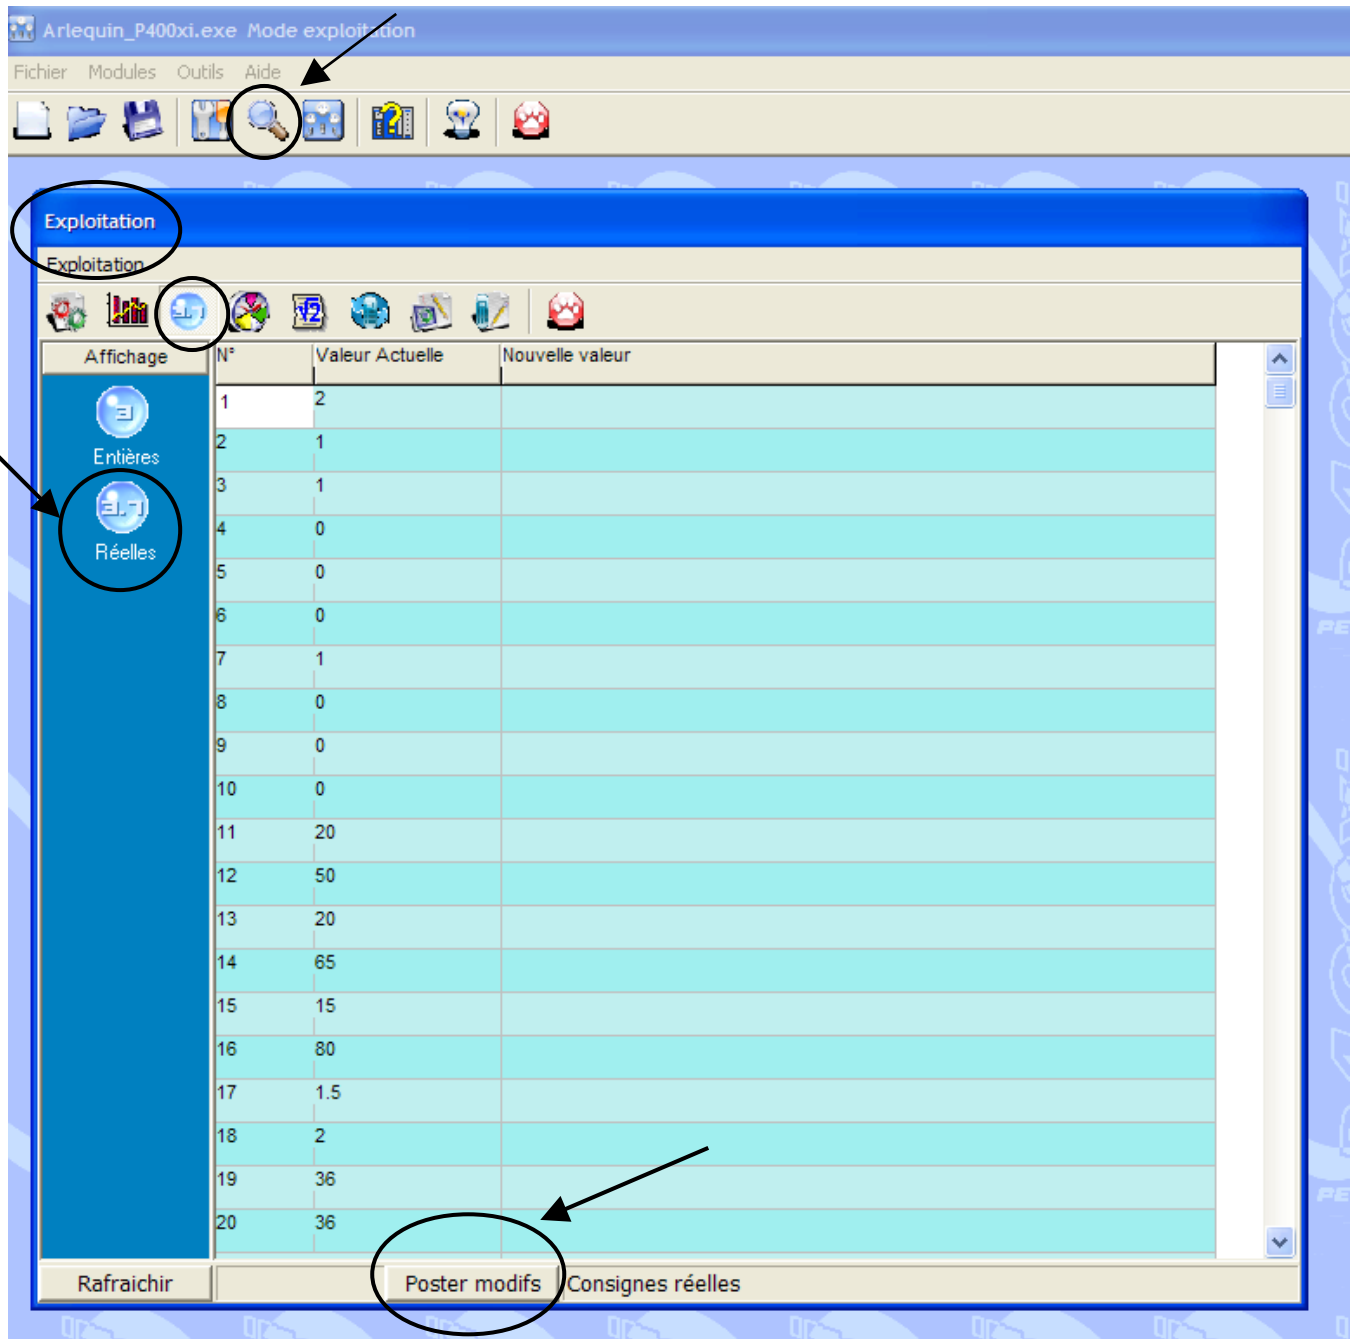 Arlequin_P400xi.exe Mode exploitation
Fichier Modules Outils Aide
Exploitation
Exploitation
Affichage N° Valeur Actuelle Nouvelle valeur
Entières
Réelles
1 2
2 1
3 1
4 0
5 0
6 0
7 1
8 0
9 0
10 0
11 20
12 50
13 20
14 65
15 15
16 80
17 1.5
18 2
19 36
20 36
Rafraichir Poster modifs Consignes réelles